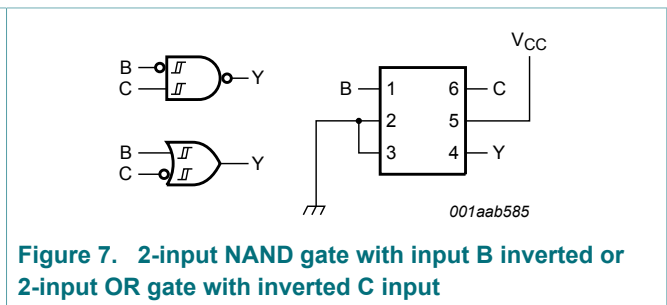 B
C
Y
B
C
Y
VCC
B
1
6
C
2
5
3
4
Y
001aab585
Figure 7. 2-input NAND gate with input B inverted or
2-input OR gate with inverted C input